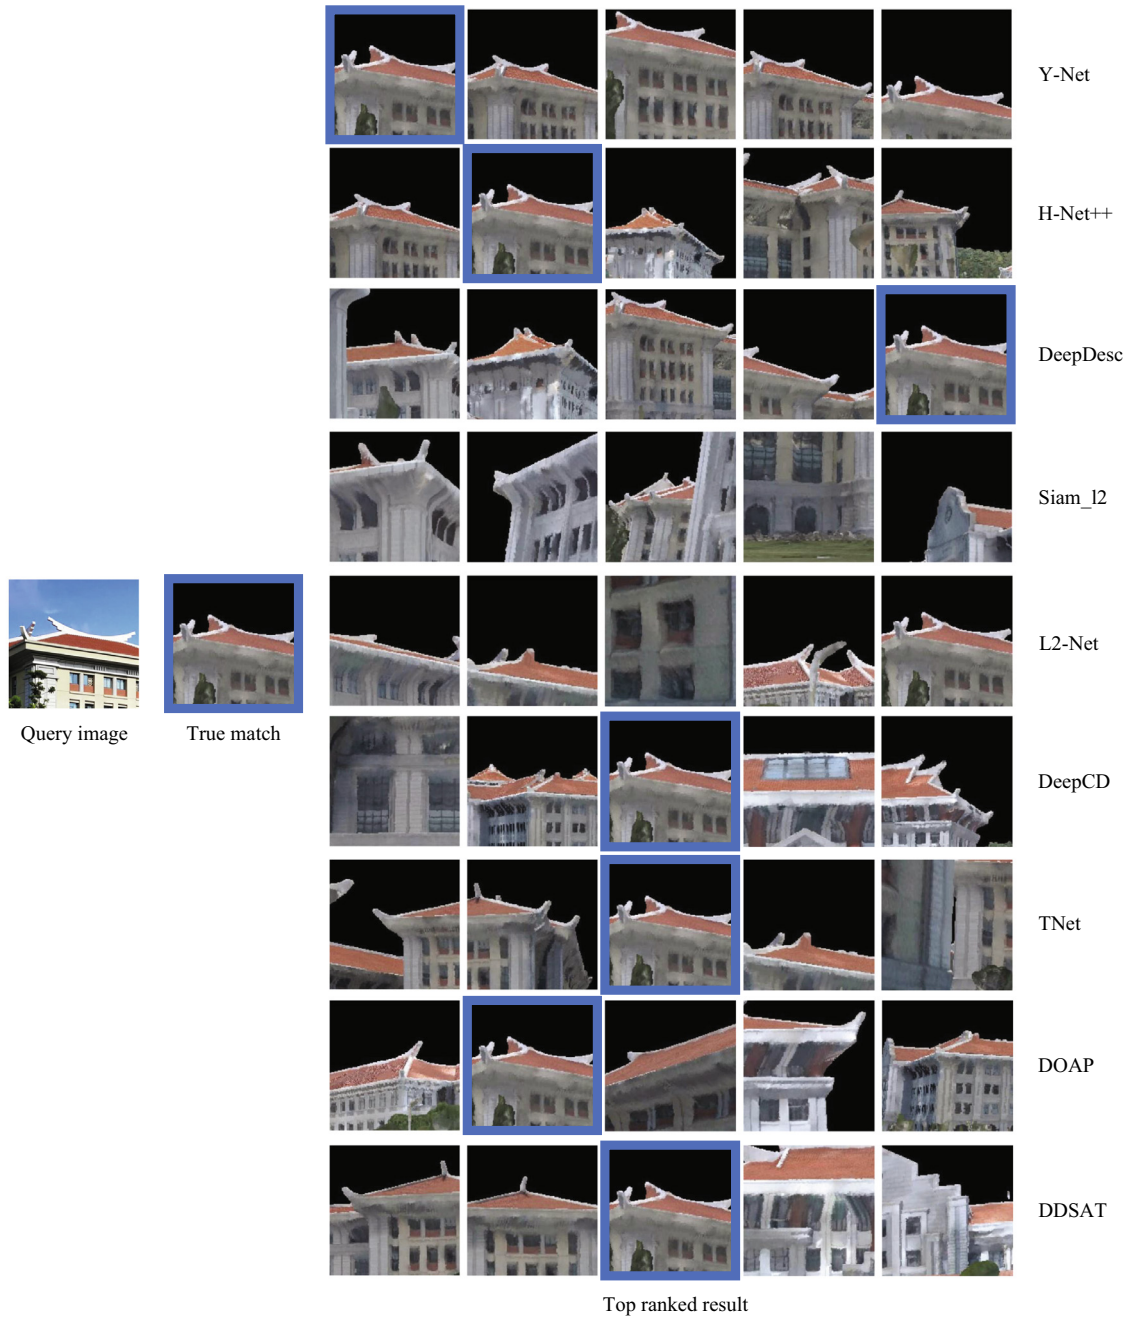 Y-Net
H-Net++
DeepDesc
Siam_l2
L2-Net
Query image
True match
DeepCD
TNet
DOAP
DDSAT
Top ranked result